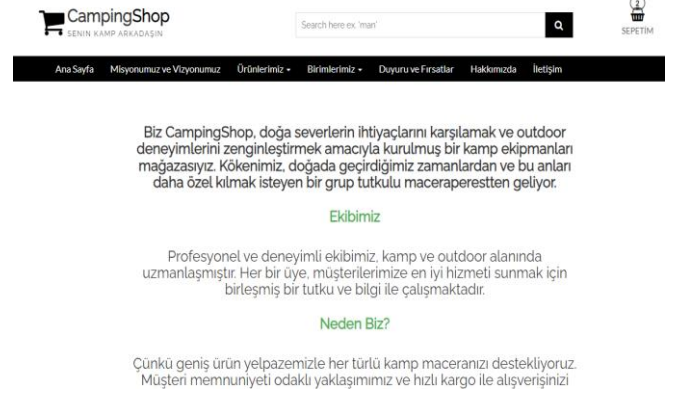 CampingShop
SENIN KAMP ARKADAŞIN
Search here ex. 'man'
2
SEPETİM
Ana Sayfa Misyonumuz ve Vizyonumuz Ürünlerimiz Birimlerimiz Duyuru ve Fırsatlar Hakkımızda İletişim
Biz CampingShop, doğa severlerin ihtiyaçlarını karşılamak ve outdoor
deneyimlerini zenginleştirmek amacıyla kurulmuş bir kamp ekipmanları
mağazasıyız. Kökenimiz, doğada geçirdiğimiz zamanlardan ve bu anları
daha özel kılmak isteyen bir grup tutkulu maceraperestten geliyor.
Ekibimiz
Profesyonel ve deneyimli ekibimiz, kamp ve outdoor alanında
uzmanlaşmıştır. Her bir üye, müşterilerimize en iyi hizmeti sunmak için
birleşmiş bir tutku ve bilgi ile çalışmaktadır.
Neden Biz?
Çünkü geniş ürün yelpazemizle her türlü kamp maceranızı destekliyoruz.
Müşteri memnuniyeti odaklı yaklaşımımız ve hızlı kargo ile alışverişinizi